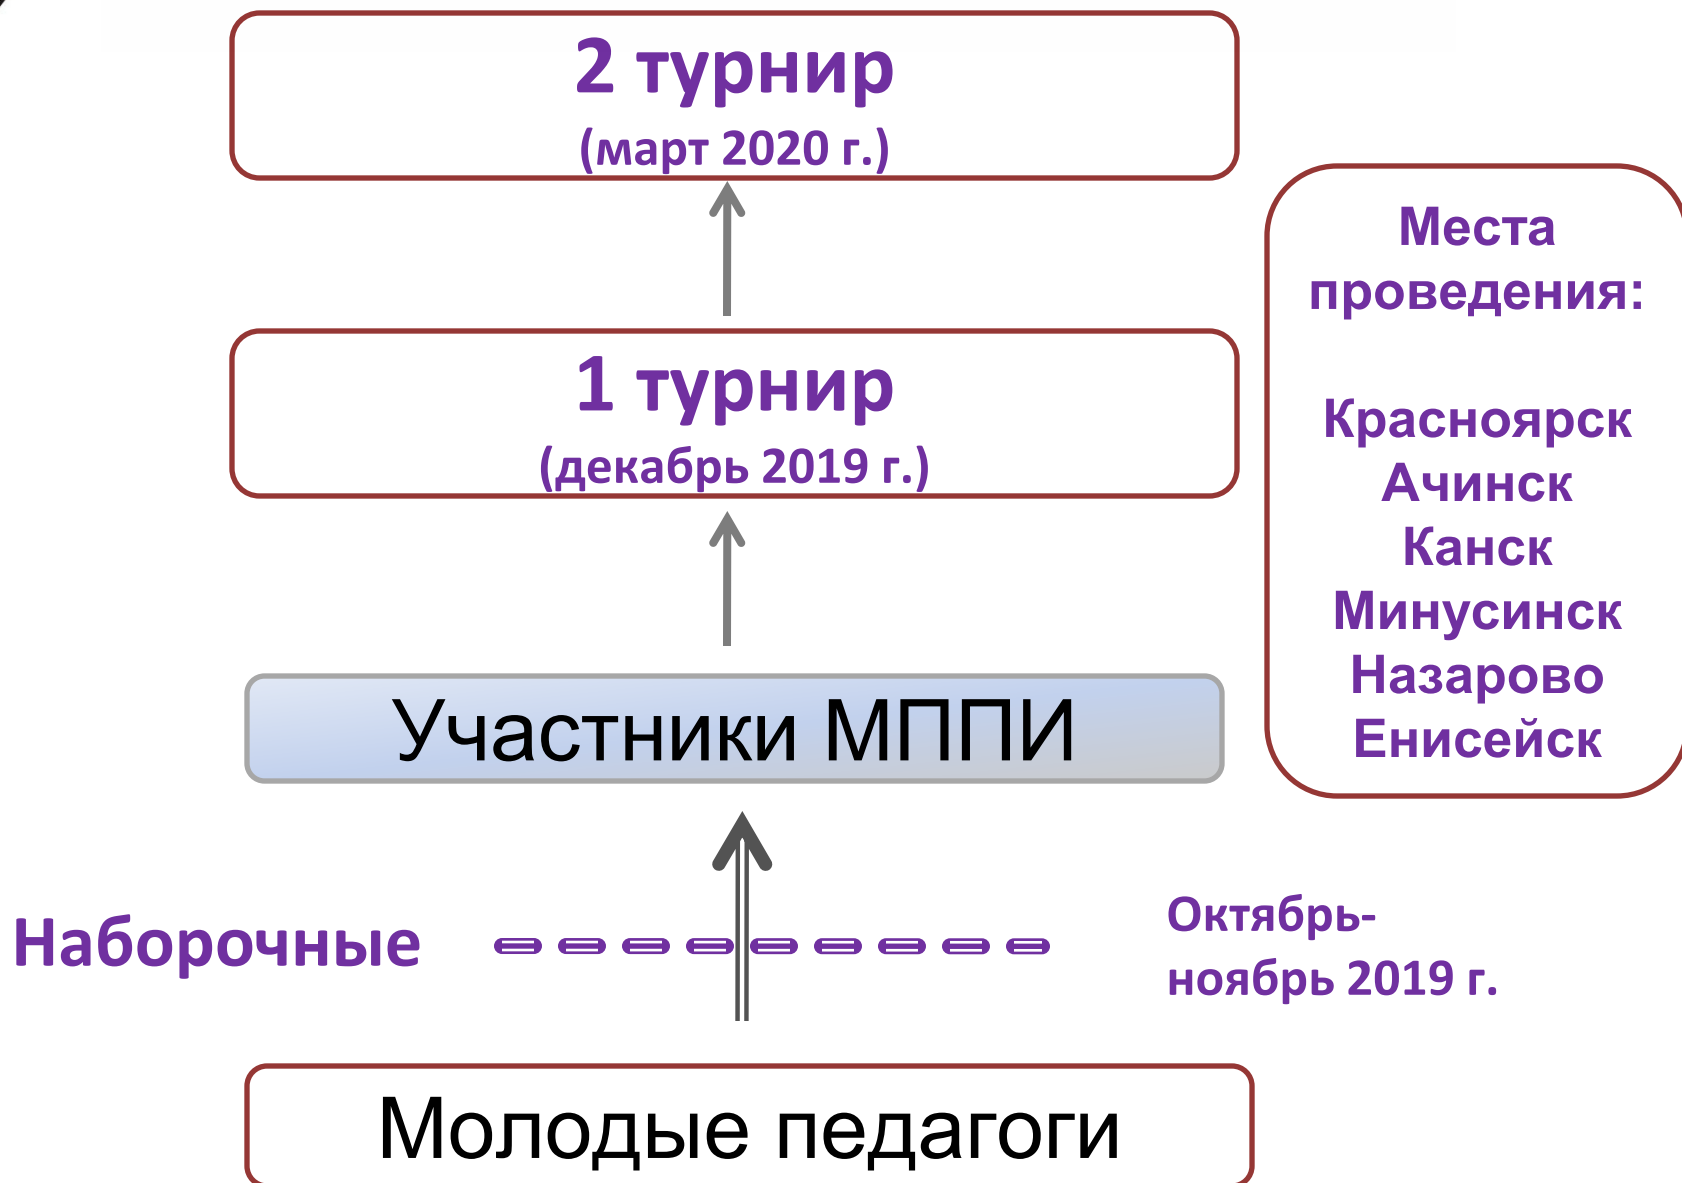 2 турнир
(март 2020 г.)
1 турнир
(декабрь 2019 г.)
Места
проведения:
Красноярск
Ачинск
Канск
Минусинск
Назарово
Енисейск
Участники МППИ
Наборочные
Октябрь-
ноябрь 2019 г.
Молодые педагоги